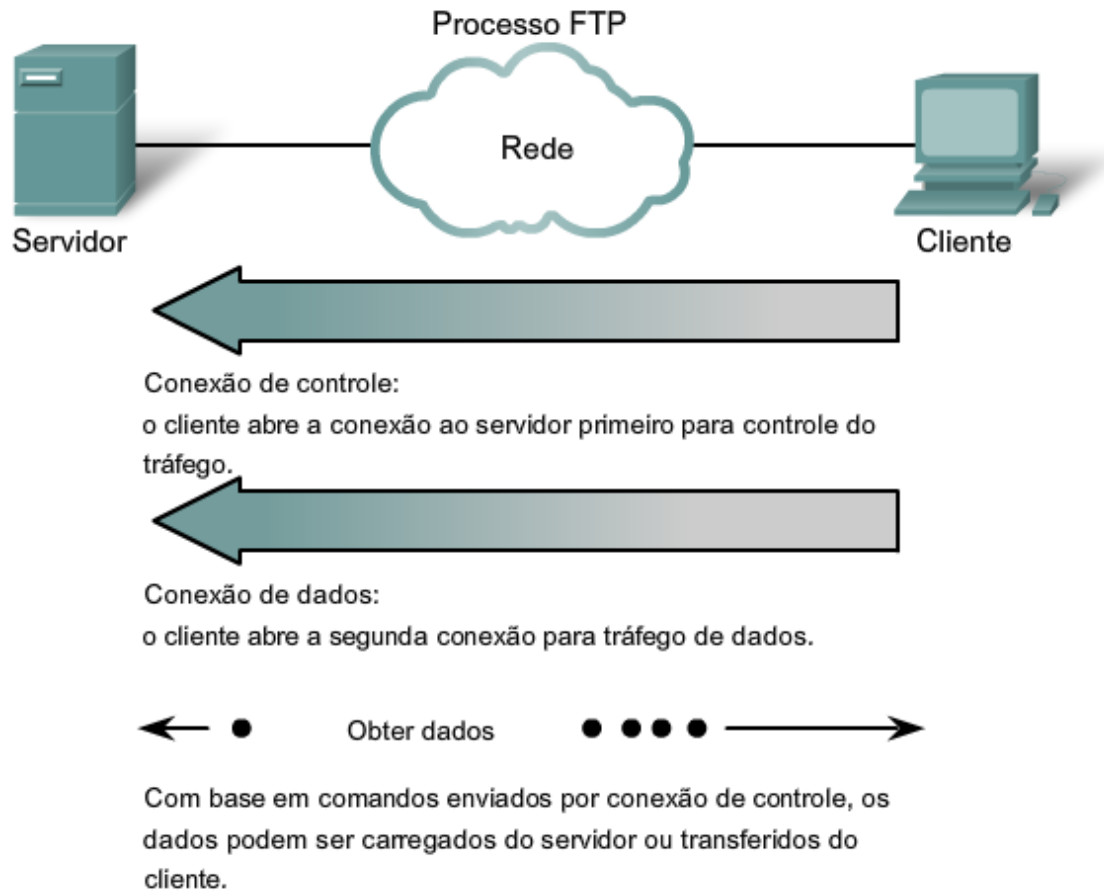 Processo FTP
Rede
Servidor
Cliente
Conexão de controle:
o cliente abre a conexão ao servidor primeiro para controle do
tráfego.
Conexão de dados:
o cliente abre a segunda conexão para tráfego de dados.
Obter dados
Com base em comandos enviados por conexão de controle, os
dados podem ser carregados do servidor ou transferidos do
cliente.